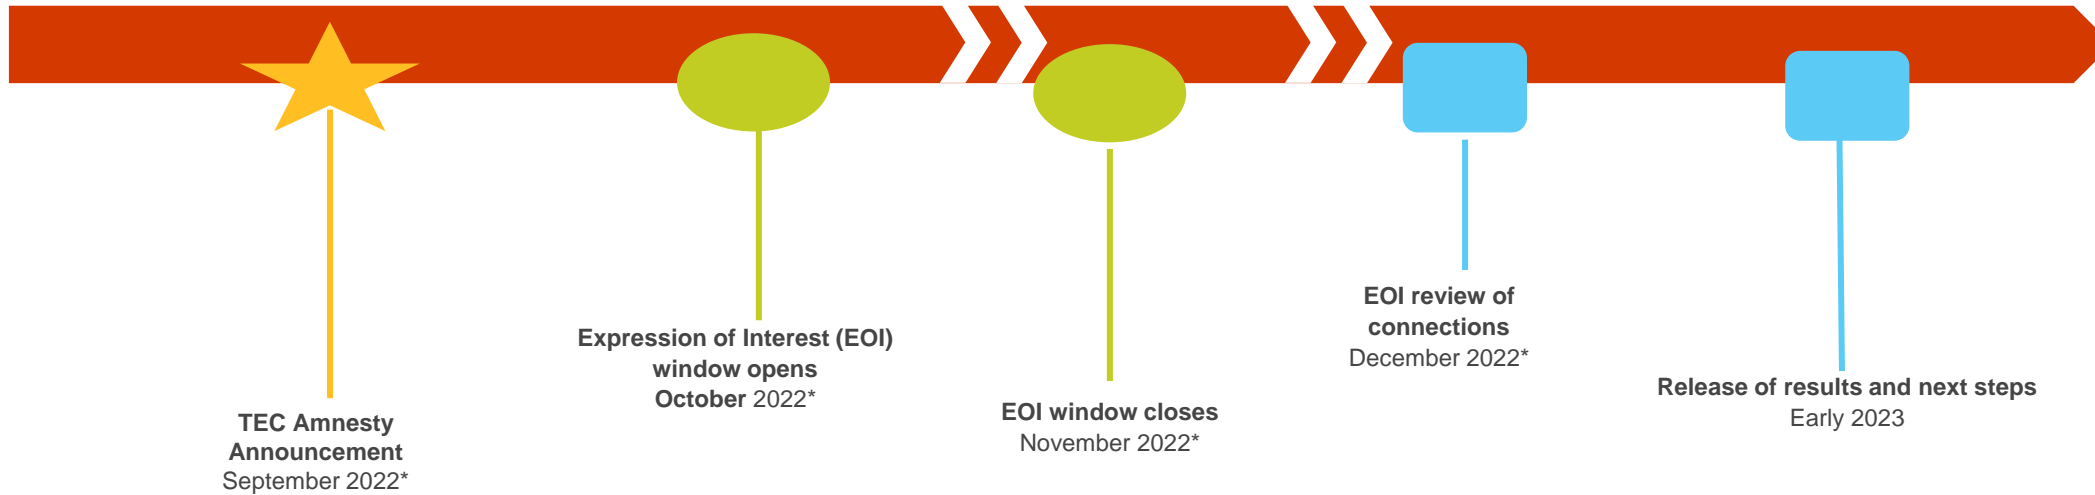 TEC Amnesty
Announcement
September 2022*
Expression of Interest (EOI)
window opens
October 2022*
EOI window closes
November 2022*
EOI review of
connections
December 2022*
Release of results and next steps
Early 2023